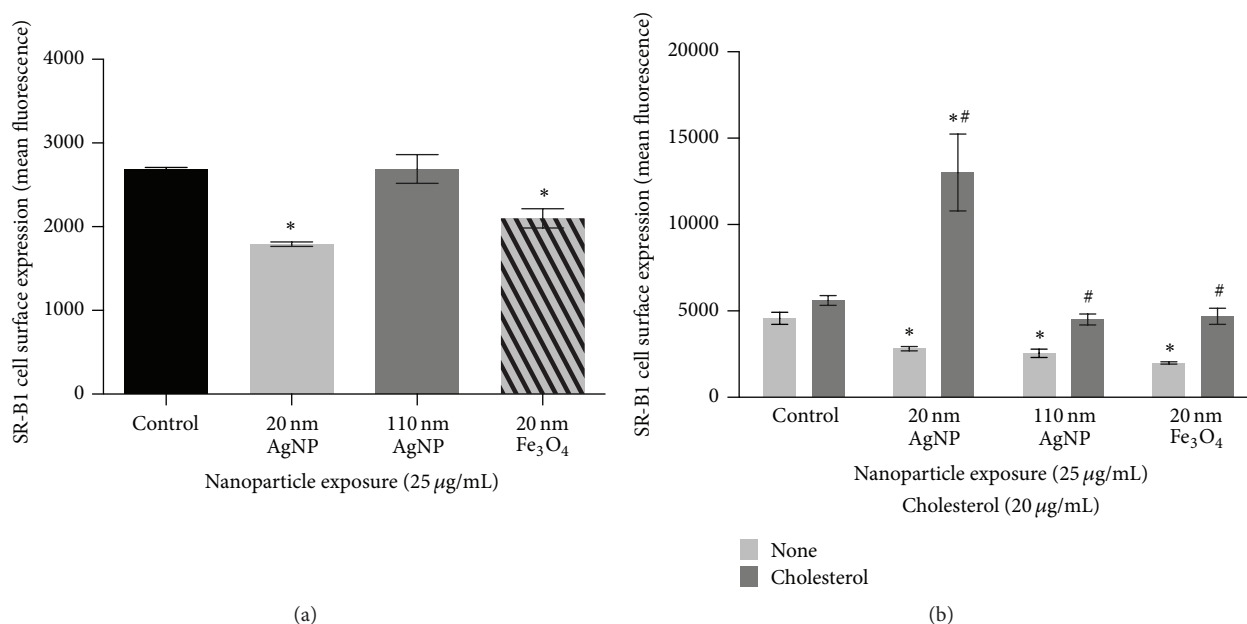 SR-B1 cell surface expression (mean fluorescence)
4000
3000
2000
1000
0
*
*
Control
20 nm
AgNP
110 nm
AgNP
20 nm
Fe₃O₄
Nanoparticle exposure (25 μg/mL)
(a)
SR-B1 cell surface expression (mean fluorescence)
20000
15000
10000
5000
0
*
*#
*
#
*
#
Control
20 nm
AgNP
110 nm
AgNP
20 nm
Fe₃O₄
Nanoparticle exposure (25 μg/mL)
Cholesterol (20 μg/mL)
None
Cholesterol
(b)